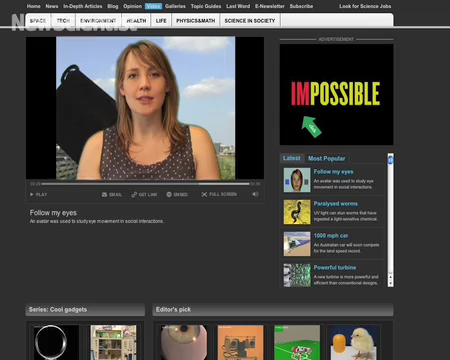 Home News In-Depth Articles Blog Opinion Video Galleries Topic Guides Last Word E-Newsletter Subscribe Look for Science Jobs
NewScientist
SPACE TECH ENVIRONMENT HEALTH LIFE PHYSICS&MATH SCIENCE IN SOCIETY
ADVERTISEMENT
IMPOSSIBLE
click
PLAY EMAIL GET LINK EMBED FULL SCREEN
Follow my eyes
An avatar was used to study eye movement in social interactions.
Latest Most Popular
Follow my eyes
An avatar was used to study eye movement in social interactions.
Paralysed worms
UV light can stun worms that have ingested a light-sensitive chemical.
1000 mph car
An Australian car will soon compete for the land speed record.
Powerful turbine
A new turbine is more powerful and efficient than conventional designs.
Series: Cool gadgets
Editor's pick